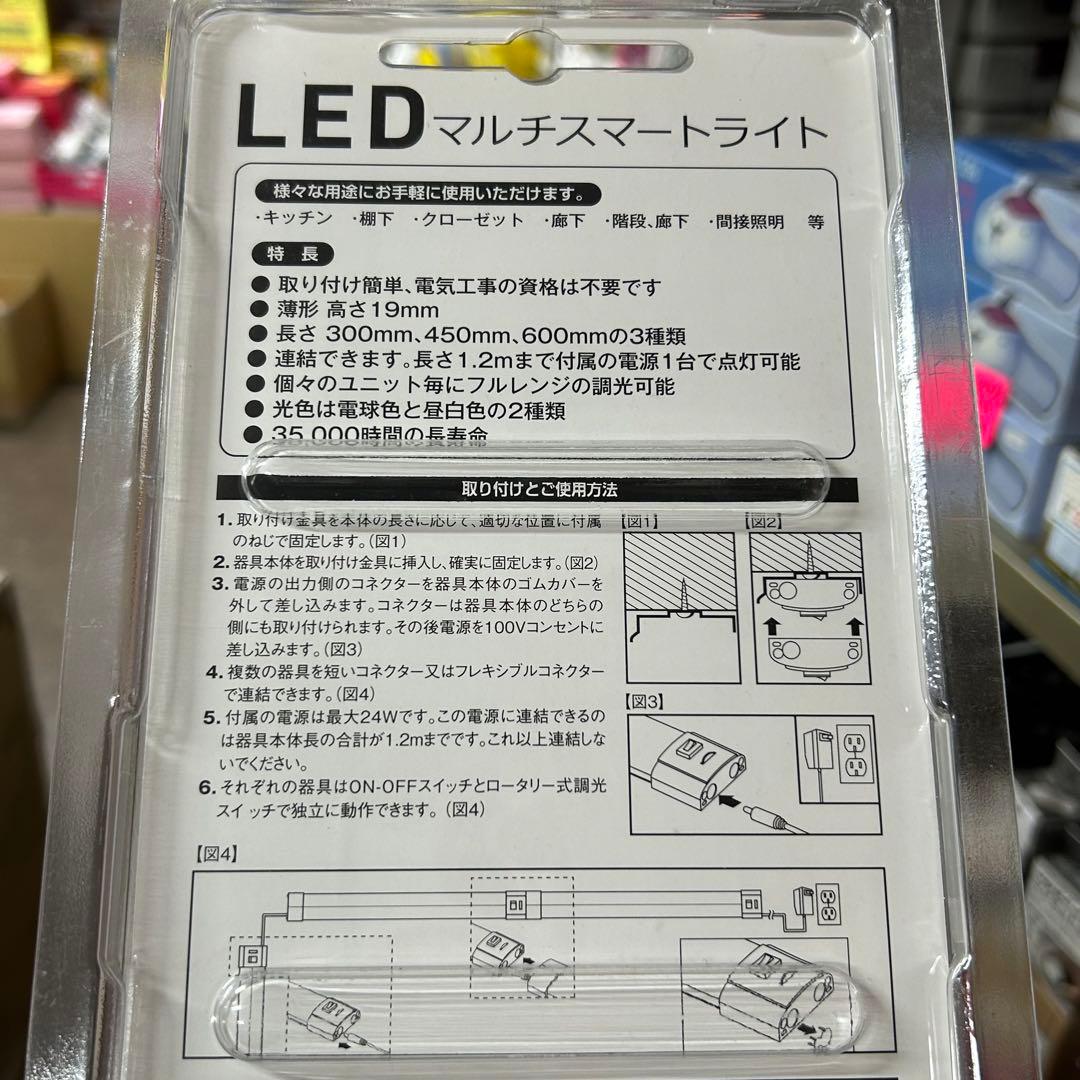 LEDマルチスマートライト
様々な用途にお手軽に使用いただけます。
・キッチン ・棚下 ・クローゼット ・廊下 ・階段、廊下 ・間接照明 等
特 長
● 取り付け簡単、電気工事の資格は不要です
● 薄形 高さ19mm
● 長さ 300mm、450mm、600mmの3種類
● 連結できます。長さ1.2mまで付属の電源1台で点灯可能
● 個々のユニット毎にフルレンジの調光可能
● 光色は電球色と昼白色の2種類
● 35,000時間の長寿命
取り付けとご使用方法
1. 取り付け金具を本体の長さに応じて、適切な位置に付属
のねじで固定します。(図1)
2. 器具本体を取り付け金具に挿入し、確実に固定します。(図2)
3. 電源の出力側のコネクターを器具本体のゴムカバーを
外して差し込みます。コネクターは器具本体のどちらの
側にも取り付けられます。その後電源を100Vコンセントに
差し込みます。(図3)
4. 複数の器具を短いコネクター又はフレキシブルコネクター
で連結できます。(図4)
5. 付属の電源は最大24Wです。この電源に連結できるの
は器具本体長の合計が1.2mまでです。これ以上連結しな
いでください。
6. それぞれの器具はON-OFFスイッチとロータリー式調光
スイッチで独立に動作できます。(図4)
【図1】
【図2】
【図3】
【図4】